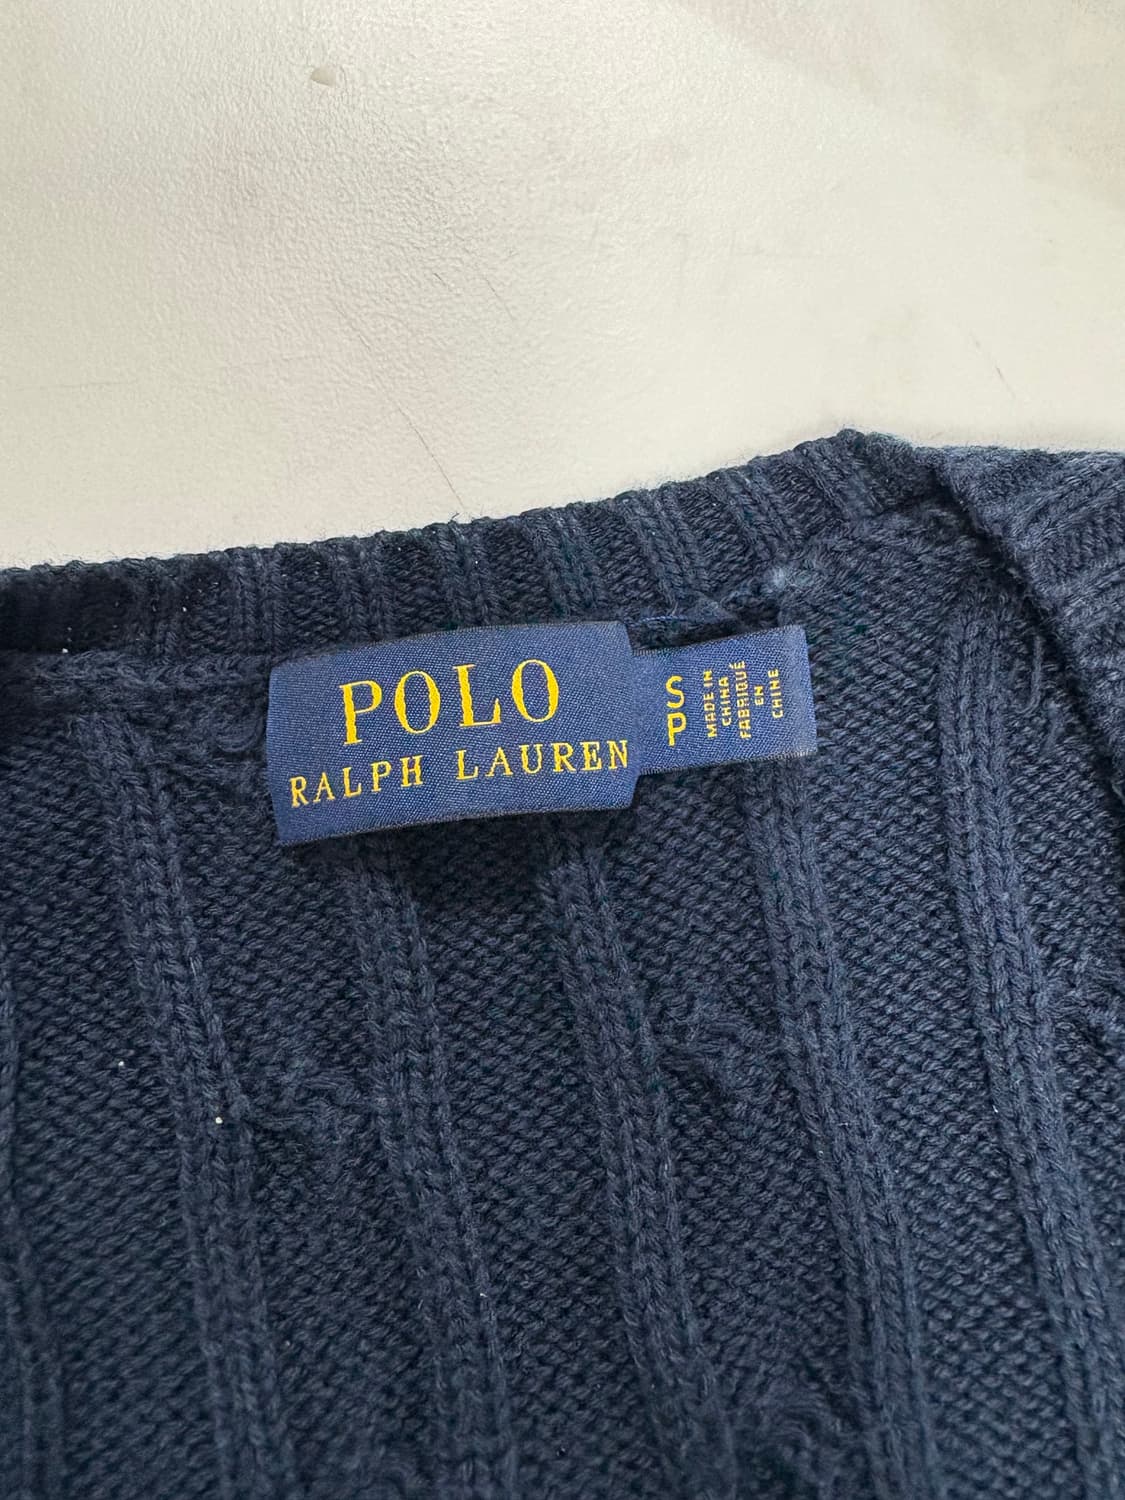 POLO
RALPH LAUREN
S
P
MADE IN
CHINA
FABRIQUÉ
EN
CHINE